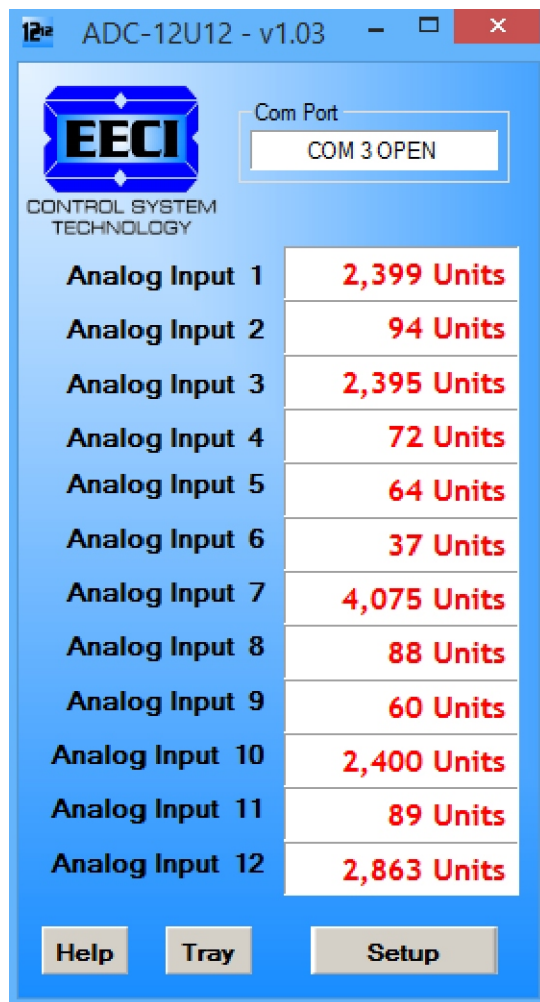 1212 ADC-12U12 - v1.03
EECI
CONTROL SYSTEM
TECHNOLOGY
Com Port
COM 3 OPEN
Analog Input 1 2,399 Units
Analog Input 2 94 Units
Analog Input 3 2,395 Units
Analog Input 4 72 Units
Analog Input 5 64 Units
Analog Input 6 37 Units
Analog Input 7 4,075 Units
Analog Input 8 88 Units
Analog Input 9 60 Units
Analog Input 10 2,400 Units
Analog Input 11 89 Units
Analog Input 12 2,863 Units
Help Tray Setup